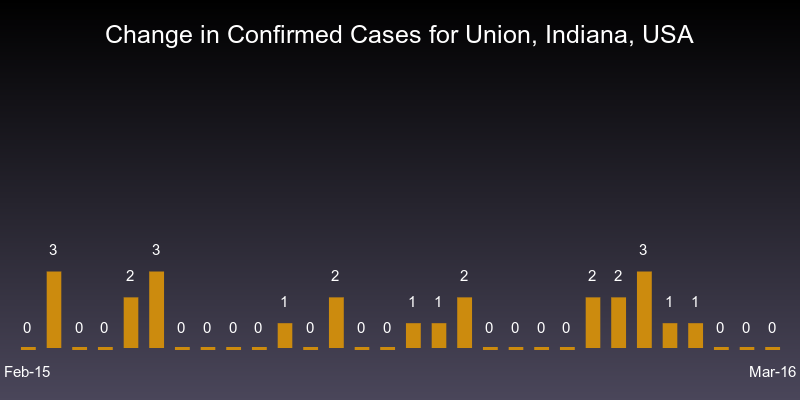 Change in Confirmed Cases for Union, Indiana, USA
0 3 0 0 2 3 0 0 0 0 1 0 2 0 0 1 1 2 0 0 0 0 2 2 3 1 1 0 0 0
Feb-15 Mar-16